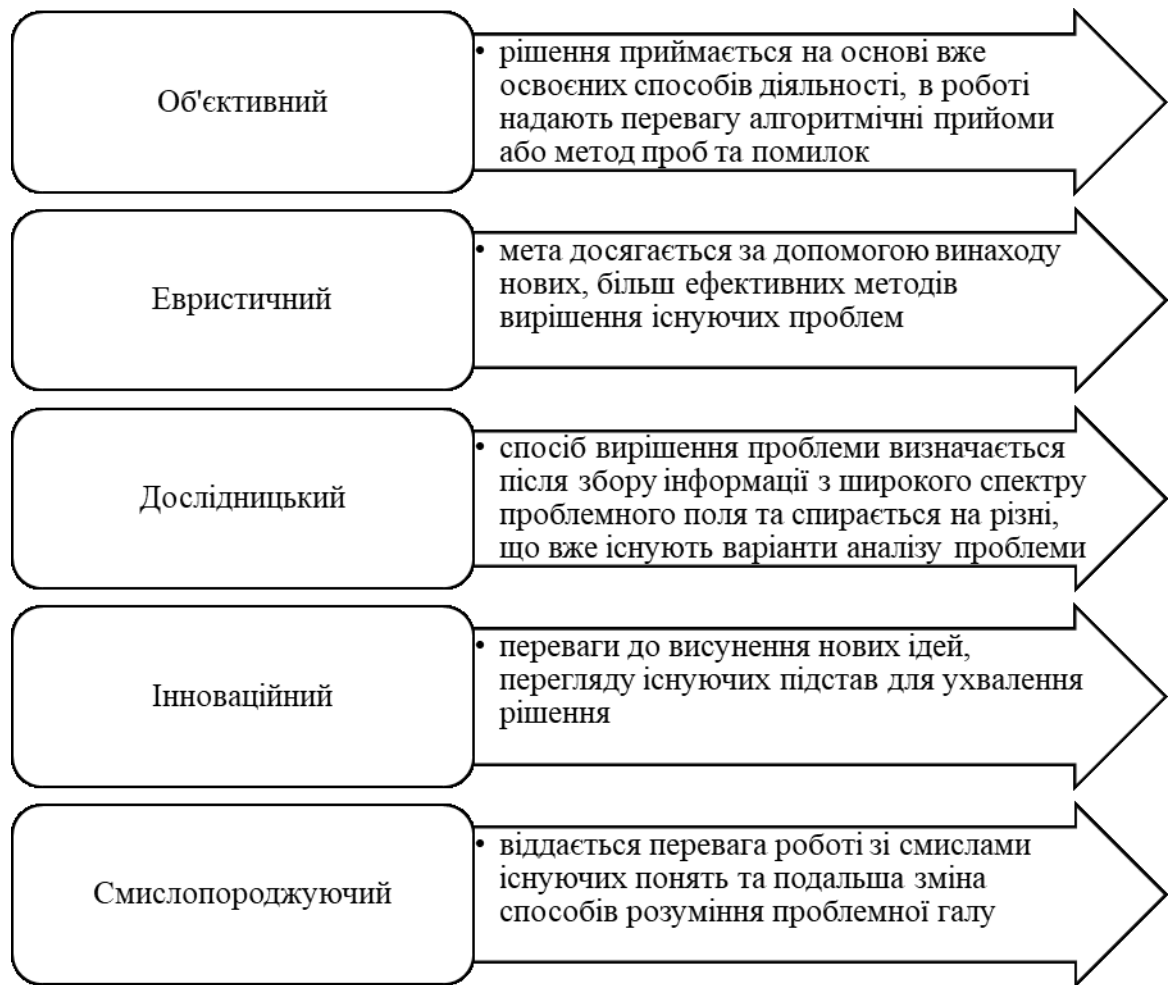 Об'єктивний
• рішення приймається на основі вже
освоєних способів діяльності, в роботі
надають перевагу алгоритмічні прийоми
або метод проб та помилок
Евристичний
• мета досягається за допомогою винаходу
нових, більш ефективних методів
вирішення існуючих проблем
Дослідницький
• спосіб вирішення проблеми визначається
після збору інформації з широкого спектру
проблемного поля та спирається на різні,
що вже існують варіанти аналізу проблеми
Інноваційний
• переваги до висунення нових ідей,
перегляду існуючих підстав для ухвалення
рішення
Смислопороджуючий
• віддається перевага роботі зі смислами
існуючих понять та подальша зміна
способів розуміння проблемної галу